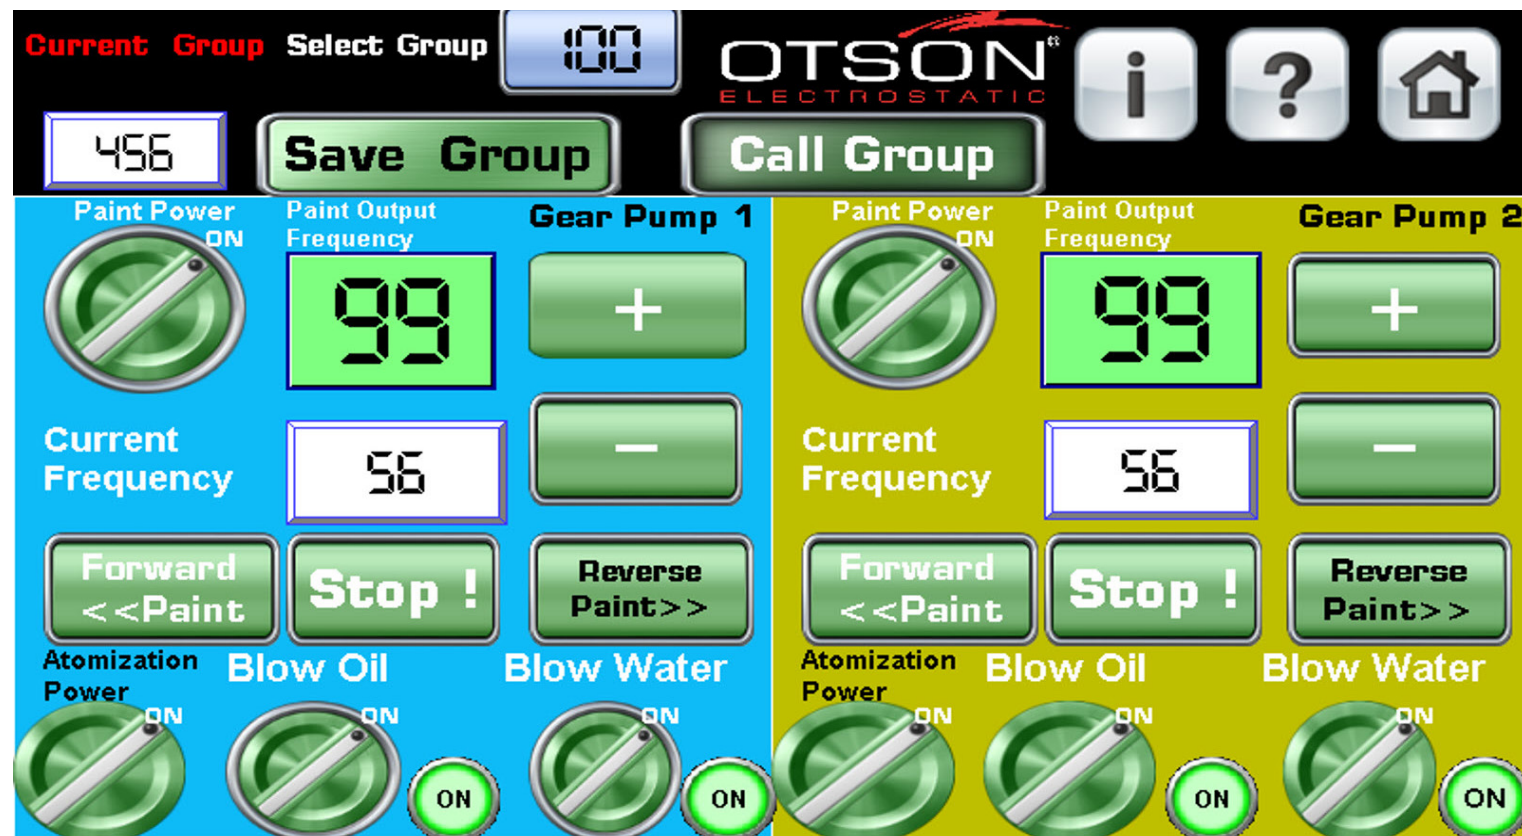 Current Group
Select Group
100
OTSON®
ELECTROSTATIC
i
?
456
Save Group
Call Group
Paint Power
ON
Paint Output
Frequency
99
Gear Pump 1
+
Current
Frequency
56
-
Forward
<<Paint
Stop !
Reverse
Paint>>
Atomization
Power
ON
Blow Oil
ON
ON
Blow Water
ON
ON
Paint Power
ON
Paint Output
Frequency
99
Gear Pump 2
+
Current
Frequency
56
-
Forward
<<Paint
Stop !
Reverse
Paint>>
Atomization
Power
ON
Blow Oil
ON
ON
Blow Water
ON
ON